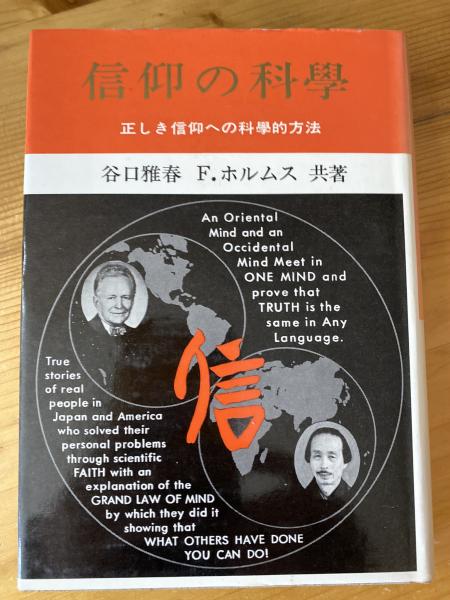 信仰の科學
正しき信仰への科學的方法
谷口雅春 F.ホルムス 共著
An Oriental
Mind and an
Occidental
Mind Meet in
ONE MIND and
prove that
TRUTH is the
same in Any
Language.
信
True
stories
of real
people in
Japan and America
who solved their
personal problems
through scientific
FAITH with an
explanation of the
GRAND LAW OF MIND
by which they did it
showing that
WHAT OTHERS HAVE DONE
YOU CAN DO!